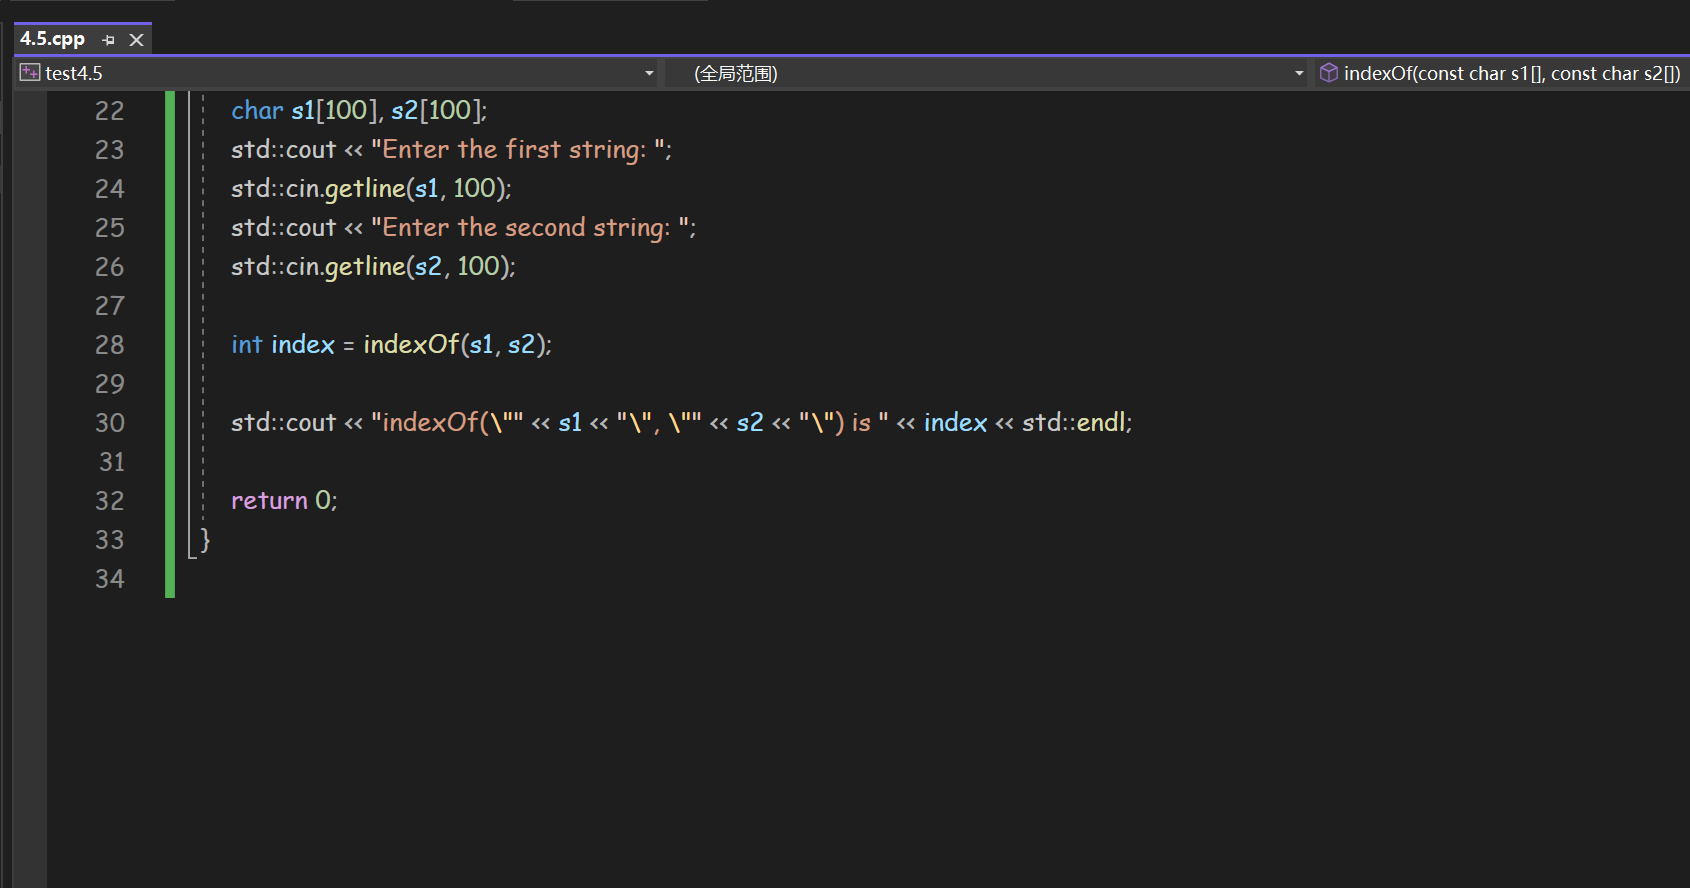 4.5.cpp
test4.5 (全局范围) indexOf(const char s1[], const char s2[])
22 char s1[100], s2[100];
23 std::cout << "Enter the first string: ";
24 std::cin.getline(s1, 100);
25 std::cout << "Enter the second string: ";
26 std::cin.getline(s2, 100);
27
28 int index = indexOf(s1, s2);
29
30 std::cout << "indexOf(\"" << s1 << "\", \"" << s2 << "\") is " << index << std::endl;
31
32 return 0;
33 }
34